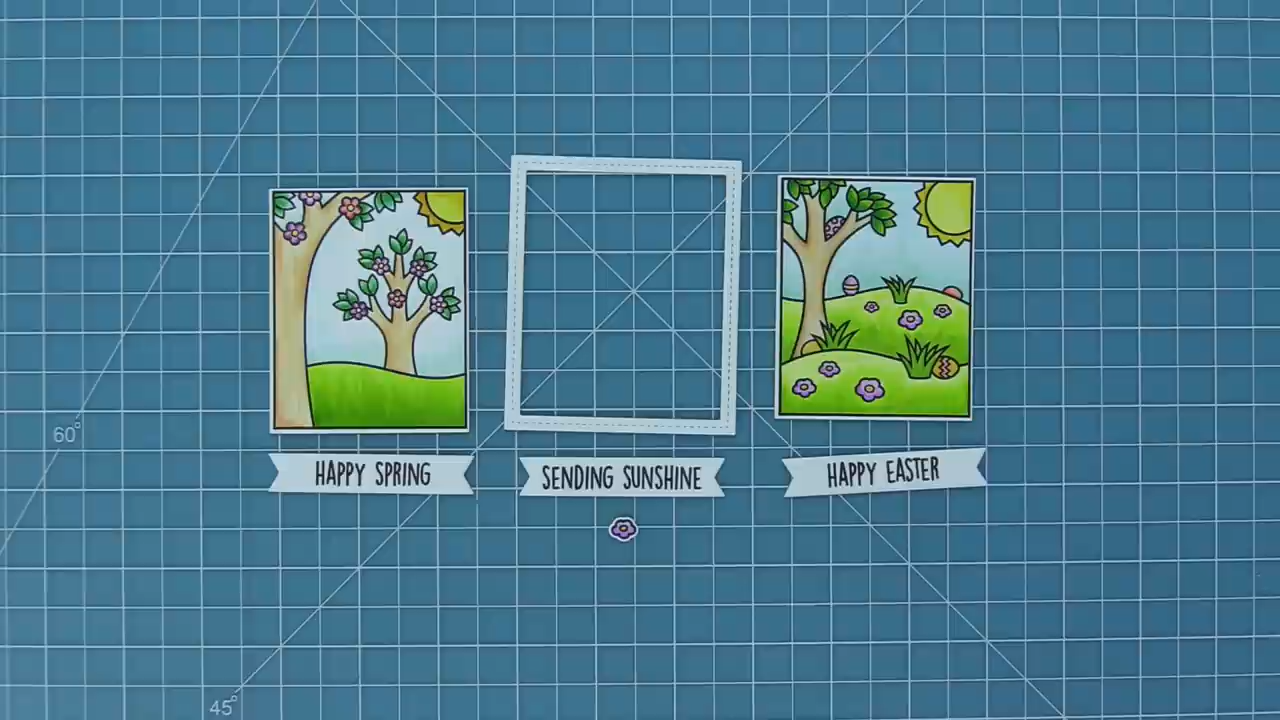 60°
HAPPY SPRING
SENDING SUNSHINE
HAPPY EASTER
45°